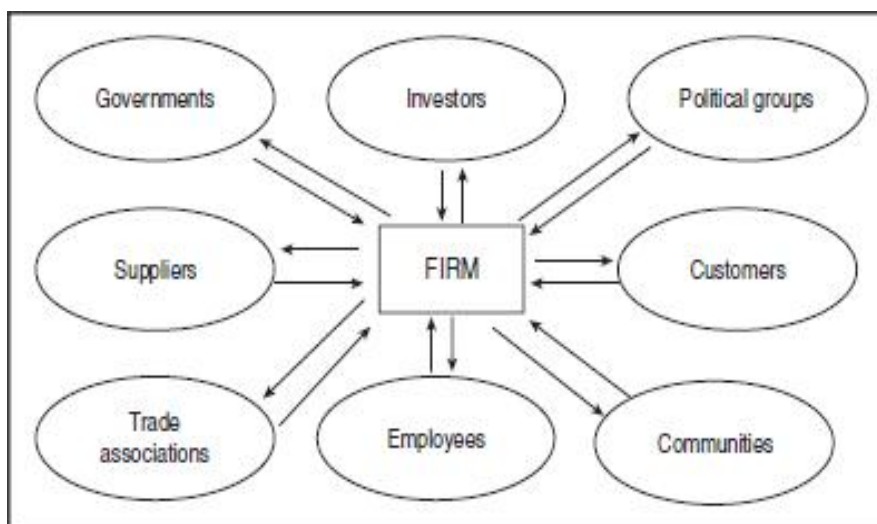 Governments
Investors
Political groups
Suppliers
FIRM
Customers
Trade
associations
Employees
Communities